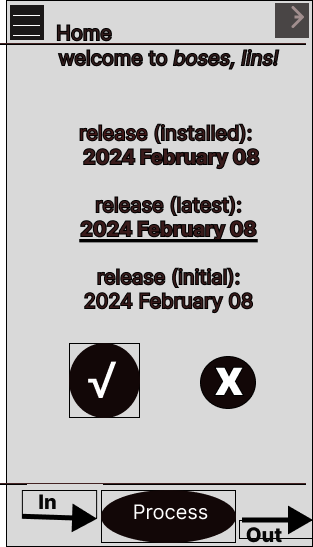 Home
welcome to boses, lins!
release (installed):
2024 February 08
release (latest):
2024 February 08
release (initial):
2024 February 08
√ X
In Process Out